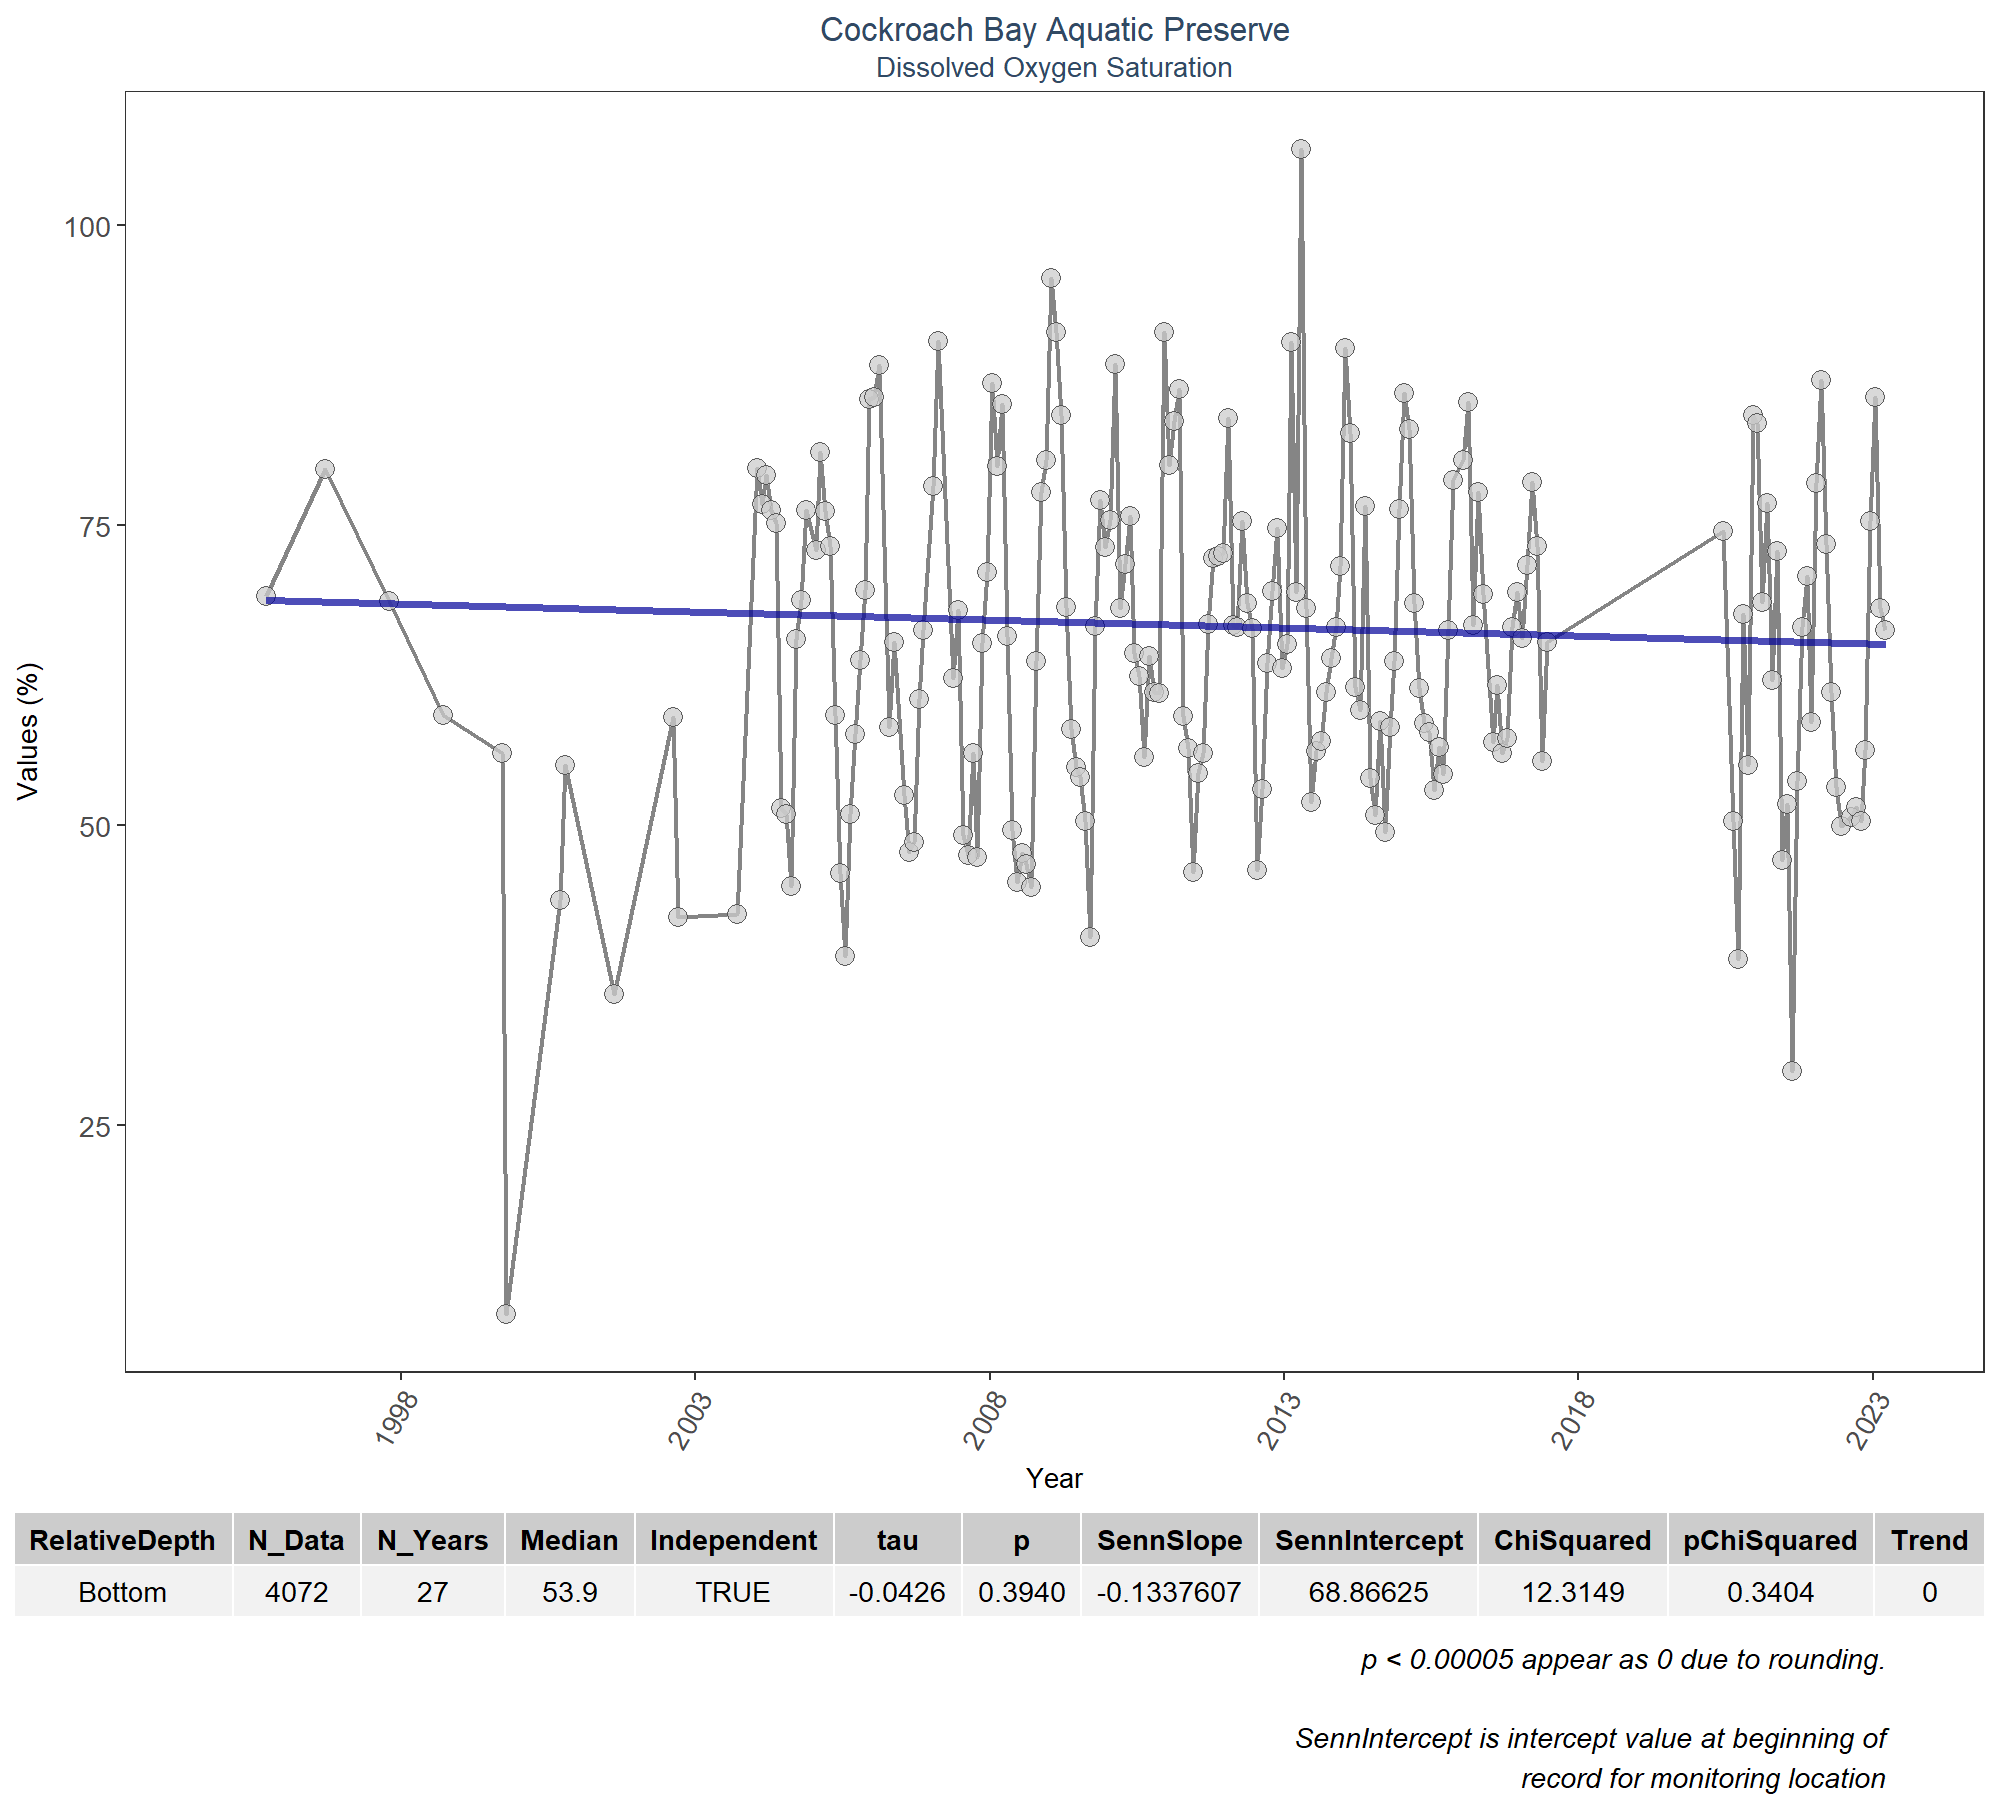 Cockroach Bay Aquatic Preserve
Dissolved Oxygen Saturation
100
75
50
25
Values (%)
1998 2003 2008 2013 2018 2023
Year
RelativeDepth N_Data N_Years Median Independent tau p SennSlope SennIntercept ChiSquared pChiSquared Trend
Bottom 4072 27 53.9 TRUE -0.0426 0.3940 -0.1337607 68.86625 12.3149 0.3404 0
p < 0.00005 appear as 0 due to rounding.
SennIntercept is intercept value at beginning of
record for monitoring location